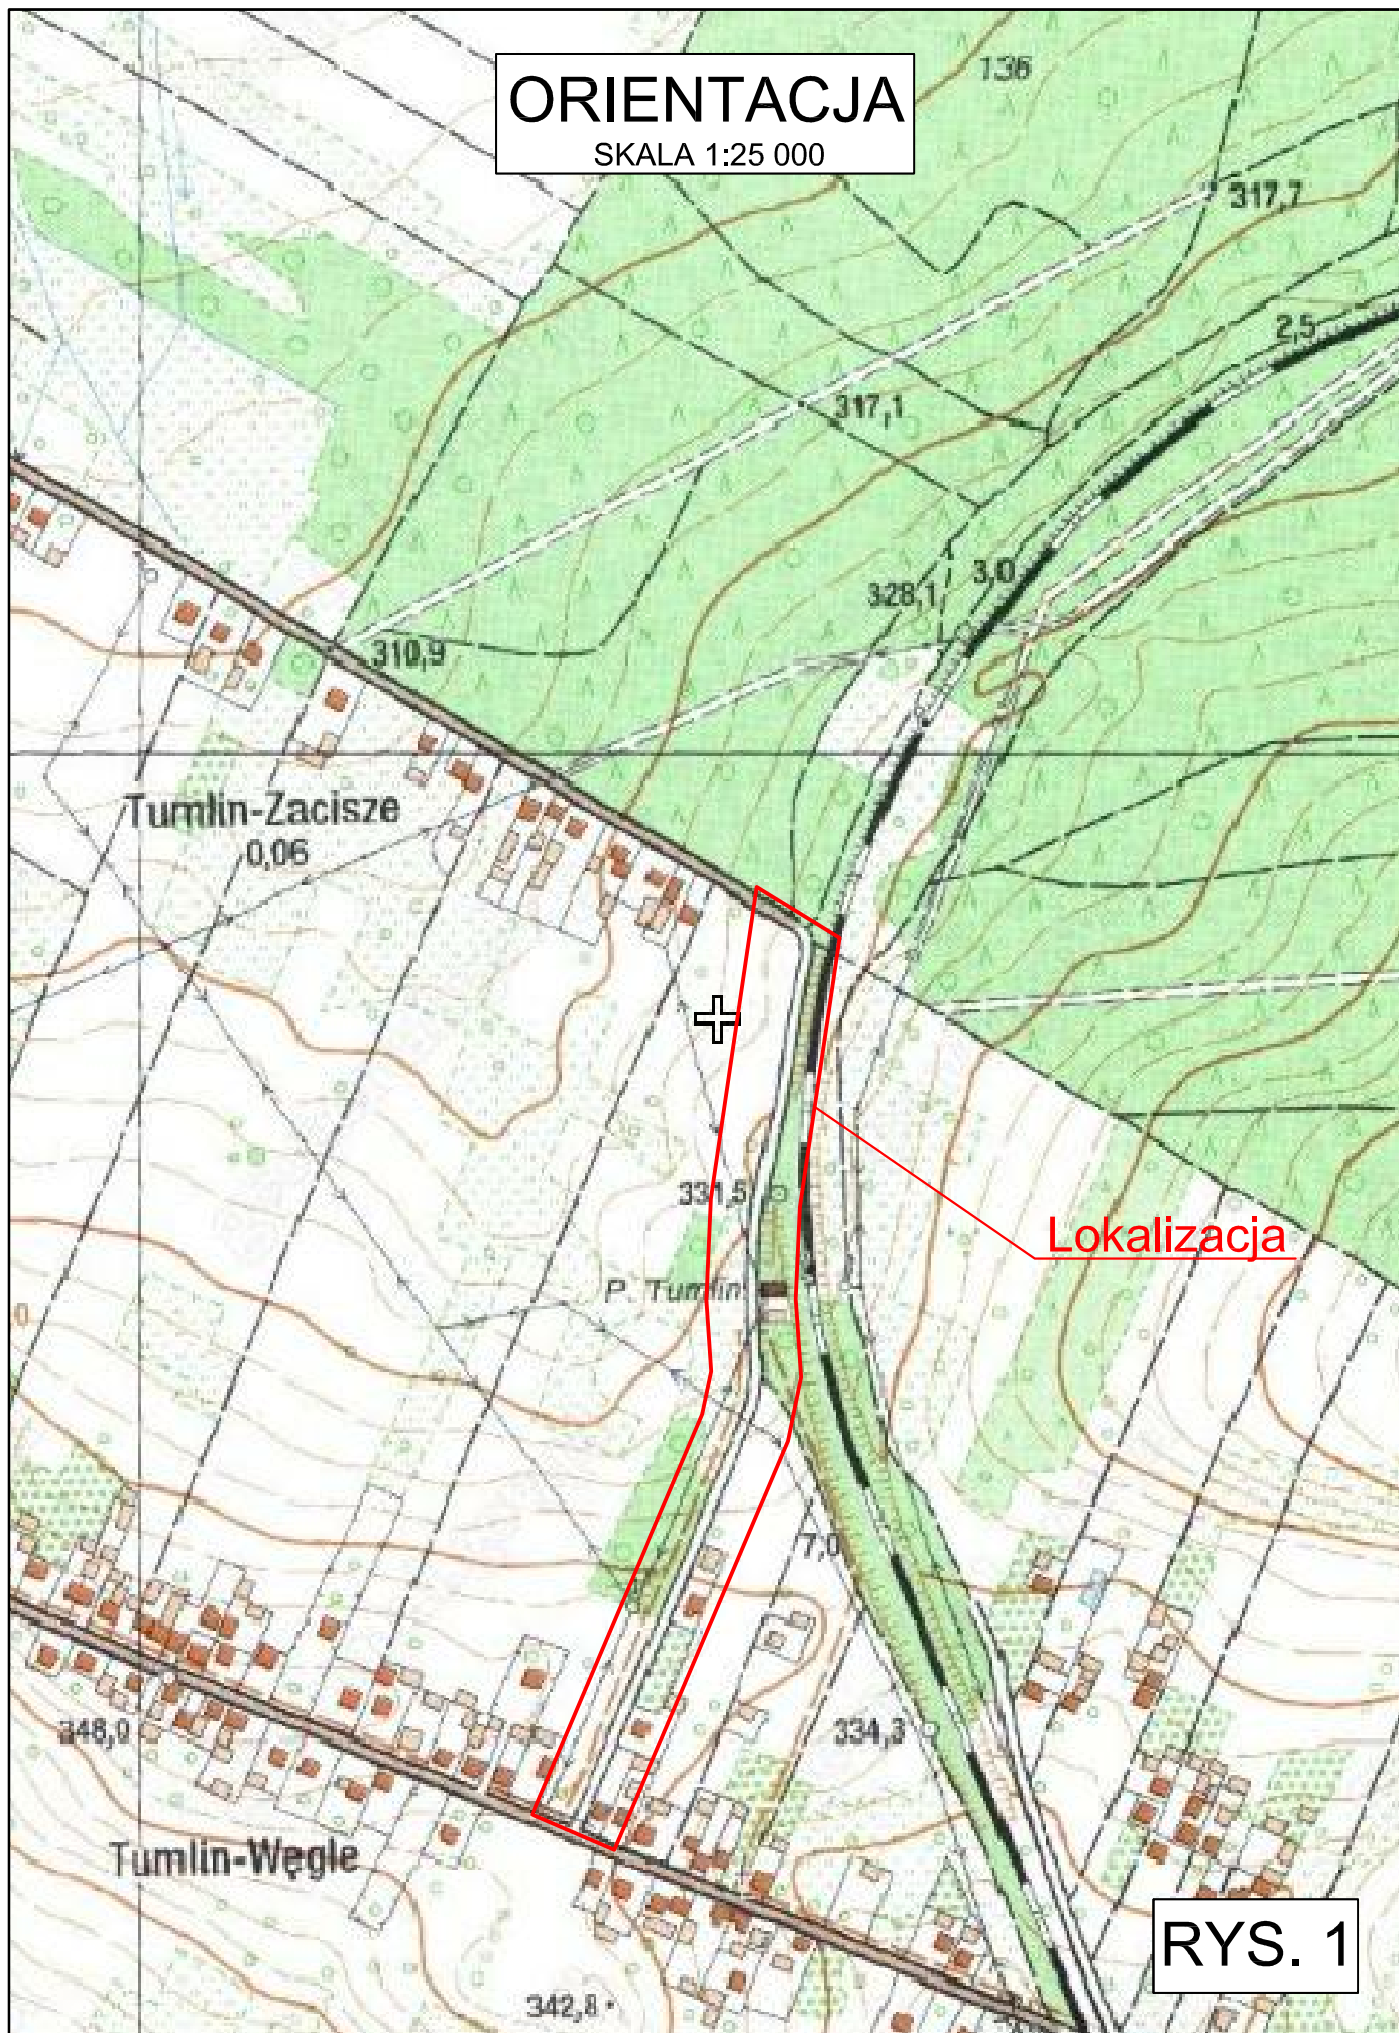 ORIENTACJA
SKALA 1:25 000
136
317,7
2,5
317,1
3,0
328,1
310,9
Tumlin-Zacisze
0,06
331,5
Lokalizacja
P. Tumlin
0
7,0
348,9
334,3
Tumlin-Węgle
RYS. 1
342,8